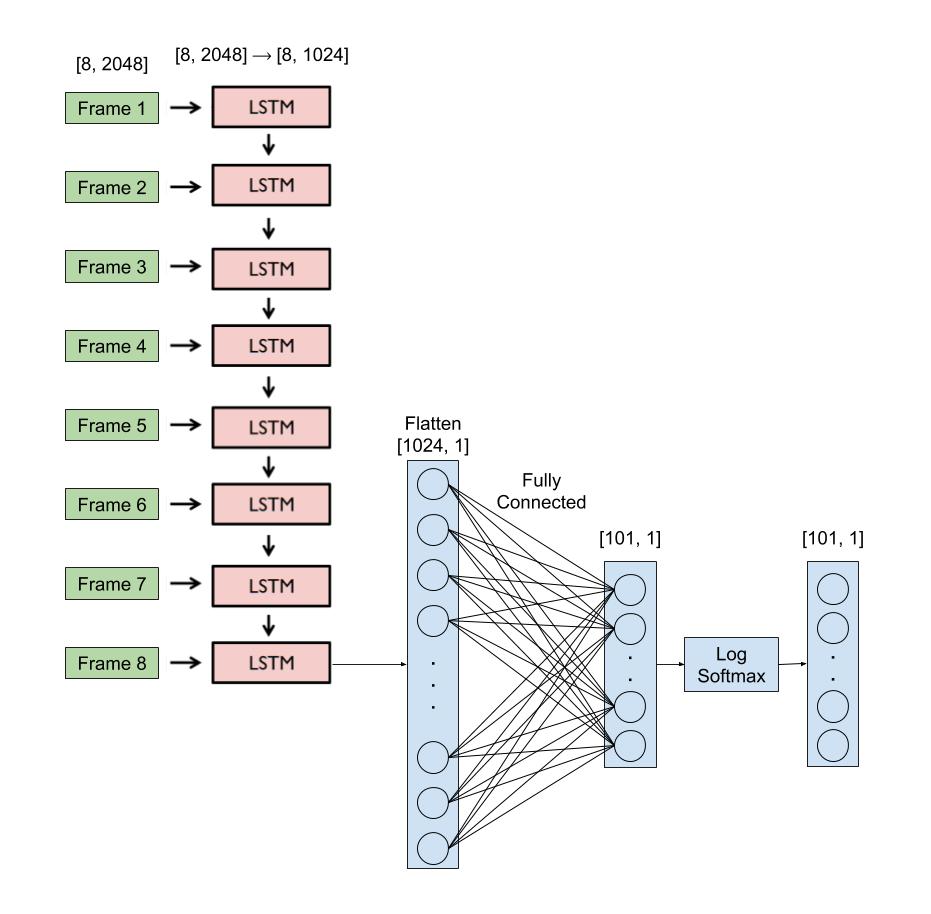 [8, 2048]
[8, 2048] → [8, 1024]
Frame 1
LSTM
Frame 2
LSTM
Frame 3
LSTM
Frame 4
LSTM
Frame 5
LSTM
Frame 6
LSTM
Frame 7
LSTM
Frame 8
LSTM
Flatten
[1024, 1]
Fully
Connected
[101, 1]
Log
Softmax
[101, 1]